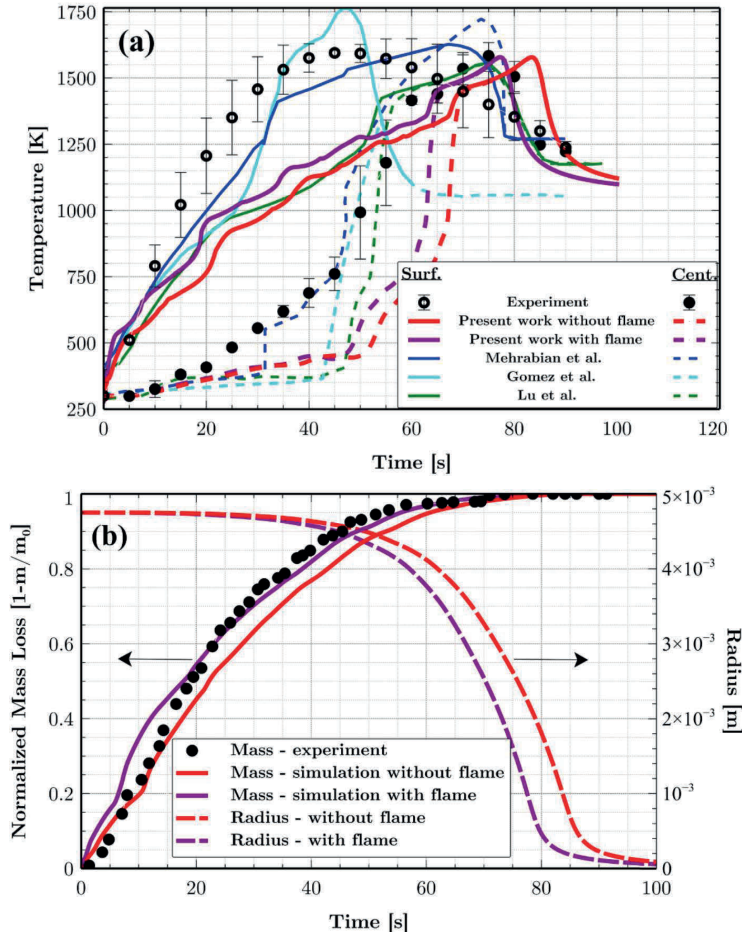 (a)
1750
1500
1250
1000
750
500
250
Temperature [K]
0
20
40
60
80
100
120
Time [s]
Surf.
Cent.
Experiment
Present work without flame
Present work with flame
Mehrabian et al.
Gomez et al.
Lu et al.
(b)
1
0.8
0.6
0.4
0.2
0
Normalized Mass Loss [1-m/m₀]
5×10⁻³
4×10⁻³
3×10⁻³
2×10⁻³
10⁻³
0
Radius [m]
Mass - experiment
Mass - simulation without flame
Mass - simulation with flame
Radius - without flame
Radius - with flame
0
20
40
60
80
100
Time [s]